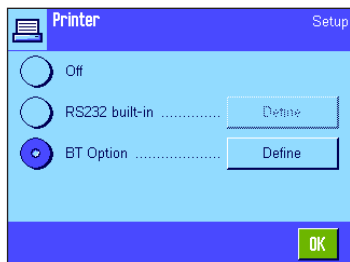 Printer Setup
Off
RS232 built-in ............. Define
BT Option .................... Define
OK